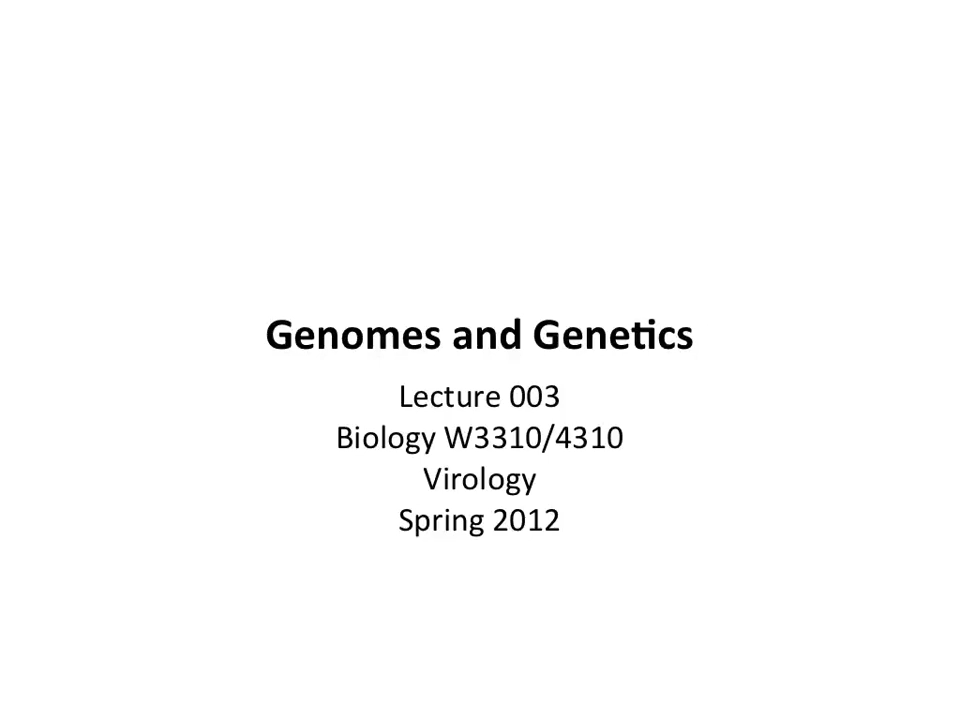 Genomes and Genetics
Lecture 003
Biology W3310/4310
Virology
Spring 2012